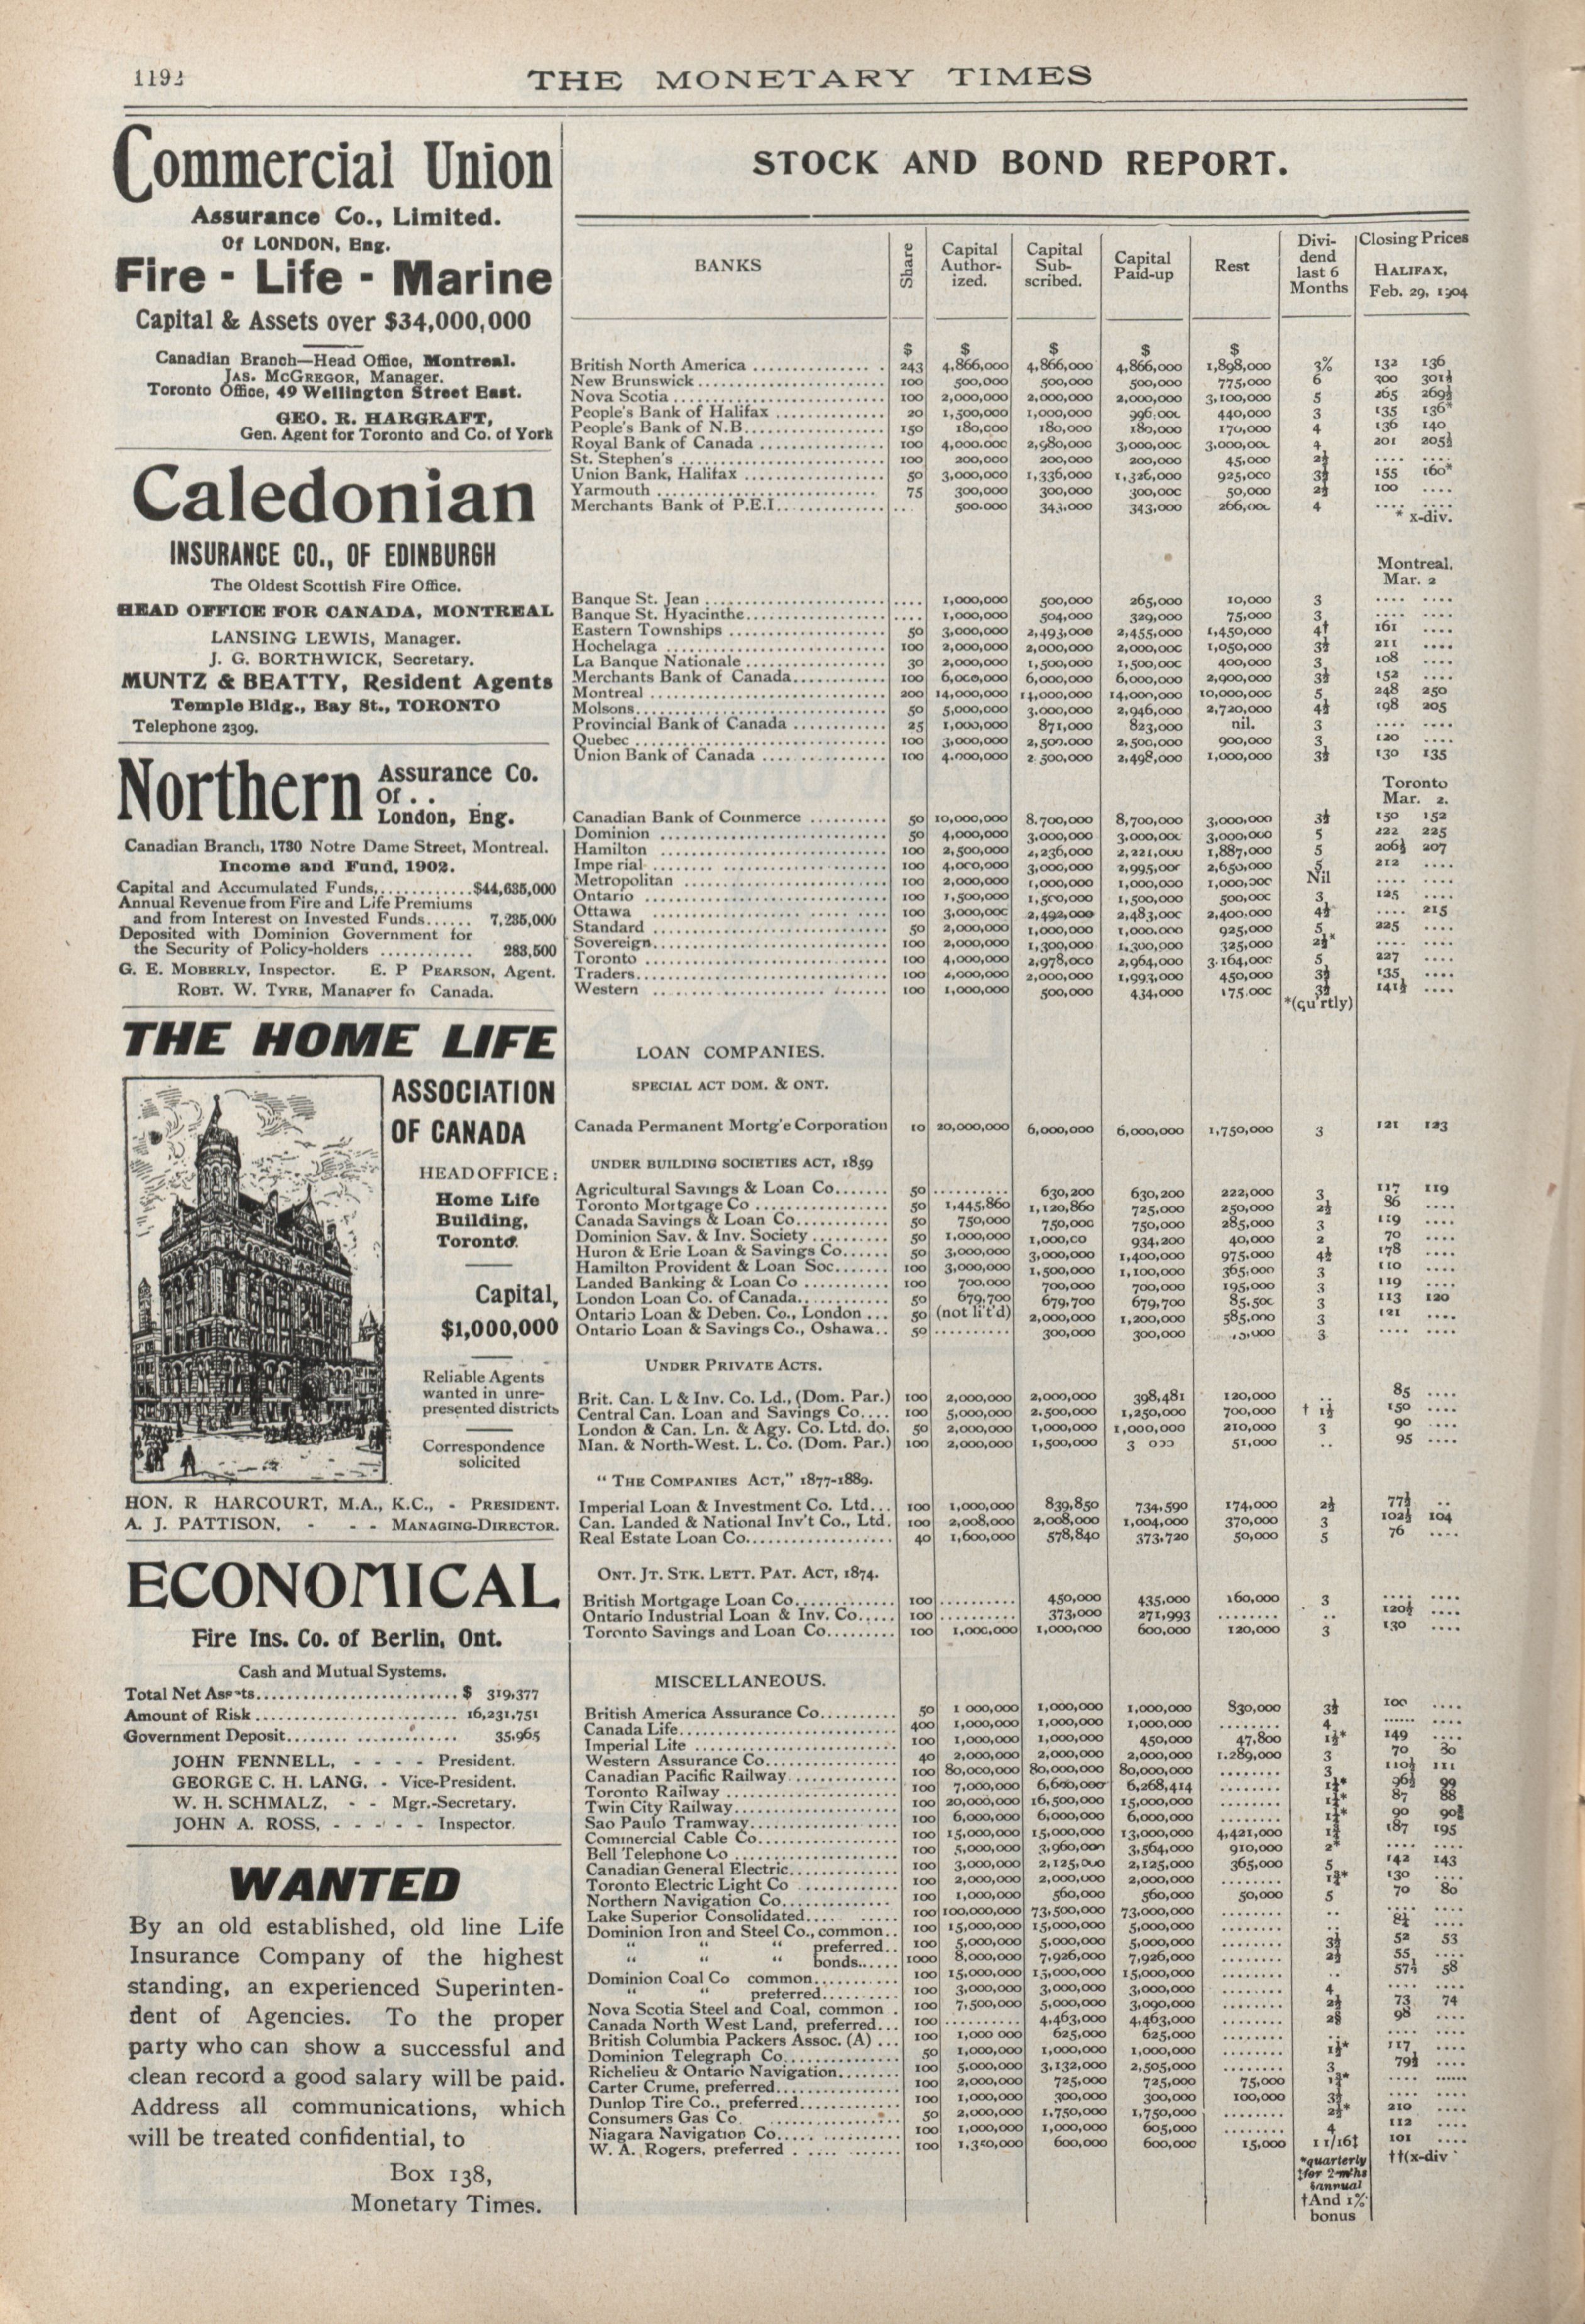 THE MONETARY TIMES
Commercial Union
Assurance Co., Limited.
Of LONDON, Eng.
Fire - Life - Marine
Capital & Assets over $34,000,000
Canadian Branch—Head Office, Montreal.
JAS. MCGREGOR, Manager.
Toronto Office, 49 Wellington Street East.
GEO. R. HARGRAFT,
Gen. Agent for Toronto and Co. of York
Caledonian
INSURANCE CO., OF EDINBURGH
The Oldest Scottish Fire Office.
HEAD OFFICE FOR CANADA, MONTREAL
LANSING LEWIS, Manager.
J. G. BORTHWICK, Secretary.
MUNTZ & BEATTY, Resident Agents
Temple Bldg., Bay St., TORONTO
Telephone 2309.
Northern Assurance Co.
Of . .
London, Eng.
Canadian Branch, 1730 Notre Dame Street, Montreal.
Income and Fund, 1902.
Capital and Accumulated Funds,............$44,635,000
Annual Revenue from Fire and Life Premiums
and from Interest on Invested Funds...... 7,235,000
Deposited with Dominion Government for
the Security of Policy-holders ............ 283,500
G. E. MOBERLY, Inspector. E. P PEARSON, Agent.
ROBT. W. TYRE, Manager fo Canada.
THE HOME LIFE
ASSOCIATION
OF CANADA
HEAD OFFICE:
Home Life
Building,
Toronto.
Capital,
$1,000,000
Reliable Agents
wanted in unre-
presented districts
Correspondence
solicited
HON. R HARCOURT, M.A., K.C., - PRESIDENT.
A. J. PATTISON, - - - MANAGING-DIRECTOR.
ECONOMICAL
Fire Ins. Co. of Berlin, Ont.
Cash and Mutual Systems.
Total Net Assets...........................$ 319,377
Amount of Risk........................... 16,231,751
Government Deposit...................... 35,965
JOHN FENNELL, - - - - President.
GEORGE C. H. LANG, - Vice-President.
W. H. SCHMALZ, - - Mgr.-Secretary.
JOHN A. ROSS, - - - - - Inspector.
WANTED
By an old established, old line Life
Insurance Company of the highest
standing, an experienced Superinten-
dent of Agencies. To the proper
party who can show a successful and
clean record a good salary will be paid.
Address all communications, which
will be treated confidential, to
Box 138,
Monetary Times.
STOCK AND BOND REPORT.
BANKS Share Capital Authorized. Capital Subscribed. Capital Paid-up Rest Dividend last 6 Months Closing Prices HALIFAX, Feb. 29, 1904
$ $ $ $ $
British North America 243 4,866,000 4,866,000 4,866,000 1,898,000 3% 132 136
New Brunswick 100 500,000 500,000 500,000 775,000 6 300 301½
Nova Scotia 100 2,000,000 2,000,000 2,000,000 3,100,000 5 265 269½
People's Bank of Halifax 20 1,500,000 1,000,000 996,000 440,000 3 135 136*
People's Bank of N.B. 150 180,000 180,000 180,000 170,000 4 136 140
Royal Bank of Canada 100 4,000,000 2,980,000 3,000,000 3,000,000 4 201 205½
St. Stephen's 100 200,000 200,000 200,000 45,000 2½ .... ....
Union Bank, Halifax 50 3,000,000 1,336,000 1,326,000 925,000 3½ 155 160*
Yarmouth 75 300,000 300,000 300,000 50,000 2½ 100 ....
Merchants Bank of P.E.I. .... 500,000 343,000 343,000 266,000 4 .... ....
* x-div.
Montreal.
Mar. 2
Banque St. Jean .... 1,000,000 500,000 265,000 10,000 3 .... ....
Banque St. Hyacinthe .... 1,000,000 504,000 329,000 75,000 3 .... ....
Eastern Townships 50 3,000,000 2,493,000 2,455,000 1,450,000 4† 161 ....
Hochelaga 100 2,000,000 2,000,000 2,000,000 1,050,000 3½ 211 ....
La Banque Nationale 30 2,000,000 1,500,000 1,500,000 400,000 3 108 ....
Merchants Bank of Canada 100 6,000,000 6,000,000 6,000,000 2,900,000 3½ 152 ....
Montreal 200 14,000,000 14,000,000 14,000,000 10,000,000 5 248 250
Molsons 50 5,000,000 3,000,000 2,946,000 2,720,000 4½ 198 205
Provincial Bank of Canada 25 1,000,000 871,000 823,000 nil. 3 .... ....
Quebec 100 3,000,000 2,500,000 2,500,000 900,000 3 120 ....
Union Bank of Canada 100 4,000,000 2,500,000 2,498,000 1,000,000 3½ 130 135
Toronto
Mar. 2.
Canadian Bank of Commerce 50 10,000,000 8,700,000 8,700,000 3,000,000 3½ 150 152
Dominion 50 4,000,000 3,000,000 3,000,000 3,000,000 5 222 225
Hamilton 100 2,500,000 2,236,000 2,221,000 1,887,000 5 206½ 207
Imperial 100 4,000,000 3,000,000 2,995,000 2,650,000 5 212 ....
Metropolitan 100 2,000,000 1,000,000 1,000,000 1,000,000 Nil .... ....
Ontario 100 1,500,000 1,500,000 1,500,000 500,000 3 125 ....
Ottawa 100 3,000,000 2,492,000 2,483,000 2,400,000 4½ .... 215
Standard 50 2,000,000 1,000,000 1,000,000 925,000 5 225 ....
Sovereign 100 2,000,000 1,300,000 1,300,000 325,000 .... ....
Toronto 100 4,000,000 2,978,000 2,964,000 3,164,000 5 227 ....
Traders 100 2,000,000 2,000,000 1,993,000 450,000 3½ 135 ....
Western 100 1,000,000 500,000 434,000 175,000 3½ 141½ ....
*(qu'rtly)
LOAN COMPANIES.
SPECIAL ACT DOM. & ONT.
Canada Permanent Mortg'e Corporation 10 20,000,000 6,000,000 6,000,000 1,750,000 3 121 123
UNDER BUILDING SOCIETIES ACT, 1859
Agricultural Savings & Loan Co. 50 .......... 630,200 630,200 222,000 3 117 119
Toronto Mortgage Co 50 1,445,860 1,120,860 725,000 250,000 2½ 86 ....
Canada Savings & Loan Co. 50 750,000 750,000 750,000 285,000 3 119 ....
Dominion Sav. & Inv. Society 50 1,000,000 1,000,00 934,200 40,000 2 70 ....
Huron & Erie Loan & Savings Co. 50 3,000,000 3,000,000 1,400,000 975,000 4½ 178 ....
Hamilton Provident & Loan Soc. 100 3,000,000 1,500,000 1,100,000 365,000 3 110 ....
Landed Banking & Loan Co 100 700,000 700,000 700,000 195,000 3 119 ....
London Loan Co. of Canada 50 679,700 679,700 679,700 85,500 3 113 120
Ontario Loan & Deben. Co., London 50 (not li't'd) 2,000,000 1,200,000 585,000 3 121 ....
Ontario Loan & Savings Co., Oshawa 50 .......... 300,000 300,000 3 .... ....
UNDER PRIVATE ACTS.
Brit. Can. L & Inv. Co. Ld., (Dom. Par.) 100 2,000,000 2,000,000 398,481 120,000 .. 85 ....
Central Can. Loan and Savings Co. 100 5,000,000 2,500,000 1,250,000 700,000 † 1½ 150 ....
London & Can. Ln. & Agy. Co. Ltd. do. 50 2,000,000 1,000,000 1,000,000 210,000 3 90 ....
Man. & North-West. L. Co. (Dom. Par.) 100 2,000,000 1,500,000 51,000 .. 95 ....
"THE COMPANIES ACT," 1877-1889.
Imperial Loan & Investment Co. Ltd. 100 1,000,000 839,850 734,590 174,000 2½ 77½ ..
Can. Landed & National Inv't Co., Ltd. 100 2,008,000 2,008,000 1,004,000 370,000 3 102½ 104
Real Estate Loan Co. 40 1,600,000 578,840 373,720 50,000 5 76 ....
ONT. JT. STK. LETT. PAT. ACT, 1874.
British Mortgage Loan Co. 100 .......... 450,000 435,000 160,000 3 .... ....
Ontario Industrial Loan & Inv. Co. 100 .......... 373,000 271,993 ........ .. 120½ ....
Toronto Savings and Loan Co. 100 1,000,000 1,000,000 600,000 120,000 3 130 ....
MISCELLANEOUS.
British America Assurance Co. 50 1,000,000 1,000,000 1,000,000 830,000 3½ 100 ....
Canada Life 400 1,000,000 1,000,000 1,000,000 ........ 4 ...... ....
Imperial Life 100 1,000,000 1,000,000 450,000 47,800 149 ....
Western Assurance Co. 40 2,000,000 2,000,000 2,000,000 1,289,000 3 70 80
Canadian Pacific Railway 100 80,000,000 80,000,000 80,000,000 ........ 3 110½ 111
Toronto Railway 100 7,000,000 6,600,000 6,268,414 ........ 96½ 99
Twin City Railway 100 20,000,000 16,500,000 15,000,000 ........ 87 88
Sao Paulo Tramway 100 6,000,000 6,000,000 6,000,000 ........ 90
Commercial Cable Co. 100 15,000,000 15,000,000 13,000,000 4,421,000 187 195
Bell Telephone Co 100 5,000,000 3,960,000 3,564,000 910,000 2* .... ....
Canadian General Electric 100 3,000,000 2,125,000 2,125,000 365,000 5 142 143
Toronto Electric Light Co 100 2,000,000 2,000,000 2,000,000 ........ 130 ....
Northern Navigation Co. 100 1,000,000 560,000 560,000 50,000 5 70 80
Lake Superior Consolidated 100 100,000,000 73,500,000 73,000,000 ........ .. ....
Dominion Iron and Steel Co., common 100 15,000,000 15,000,000 5,000,000 ........ .. ....
" " " preferred 100 5,000,000 5,000,000 5,000,000 ........ 3½ 52 53
" " " bonds 1000 8,000,000 7,926,000 7,926,000 ........ 2½ 55 ....
Dominion Coal Co common 100 15,000,000 15,000,000 15,000,000 ........ .. 57½ 58
" " preferred 100 3,000,000 3,000,000 3,000,000 ........ 4 .... ....
Nova Scotia Steel and Coal, common 100 7,500,000 5,000,000 3,090,000 ........ 73 74
Canada North West Land, preferred 100 .......... 4,463,000 4,463,000 ........ 98 ....
British Columbia Packers Assoc. (A) 100 1,000,000 625,000 625,000 ........ .. .... ....
Dominion Telegraph Co. 50 1,000,000 1,000,000 1,000,000 ........ 117 ....
Richelieu & Ontario Navigation 100 5,000,000 3,132,000 2,505,000 ........ 3 79½ ....
Carter Crume, preferred 100 2,000,000 725,000 725,000 75,000 .... ......
Dunlop Tire Co., preferred 100 1,000,000 300,000 300,000 100,000 3½ .... ....
Consumers Gas Co. 50 2,000,000 1,750,000 1,750,000 ........ 2½* 210 ....
Niagara Navigation Co. 100 1,000,000 1,000,000 605,000 ........ 4 112 ....
W. A. Rogers, preferred 100 1,350,000 600,000 600,000 15,000 1 1/16‡ 101 ....
*quarterly
‡for 2 m'hs
§annual
†And 1%
bonus
††(x-div